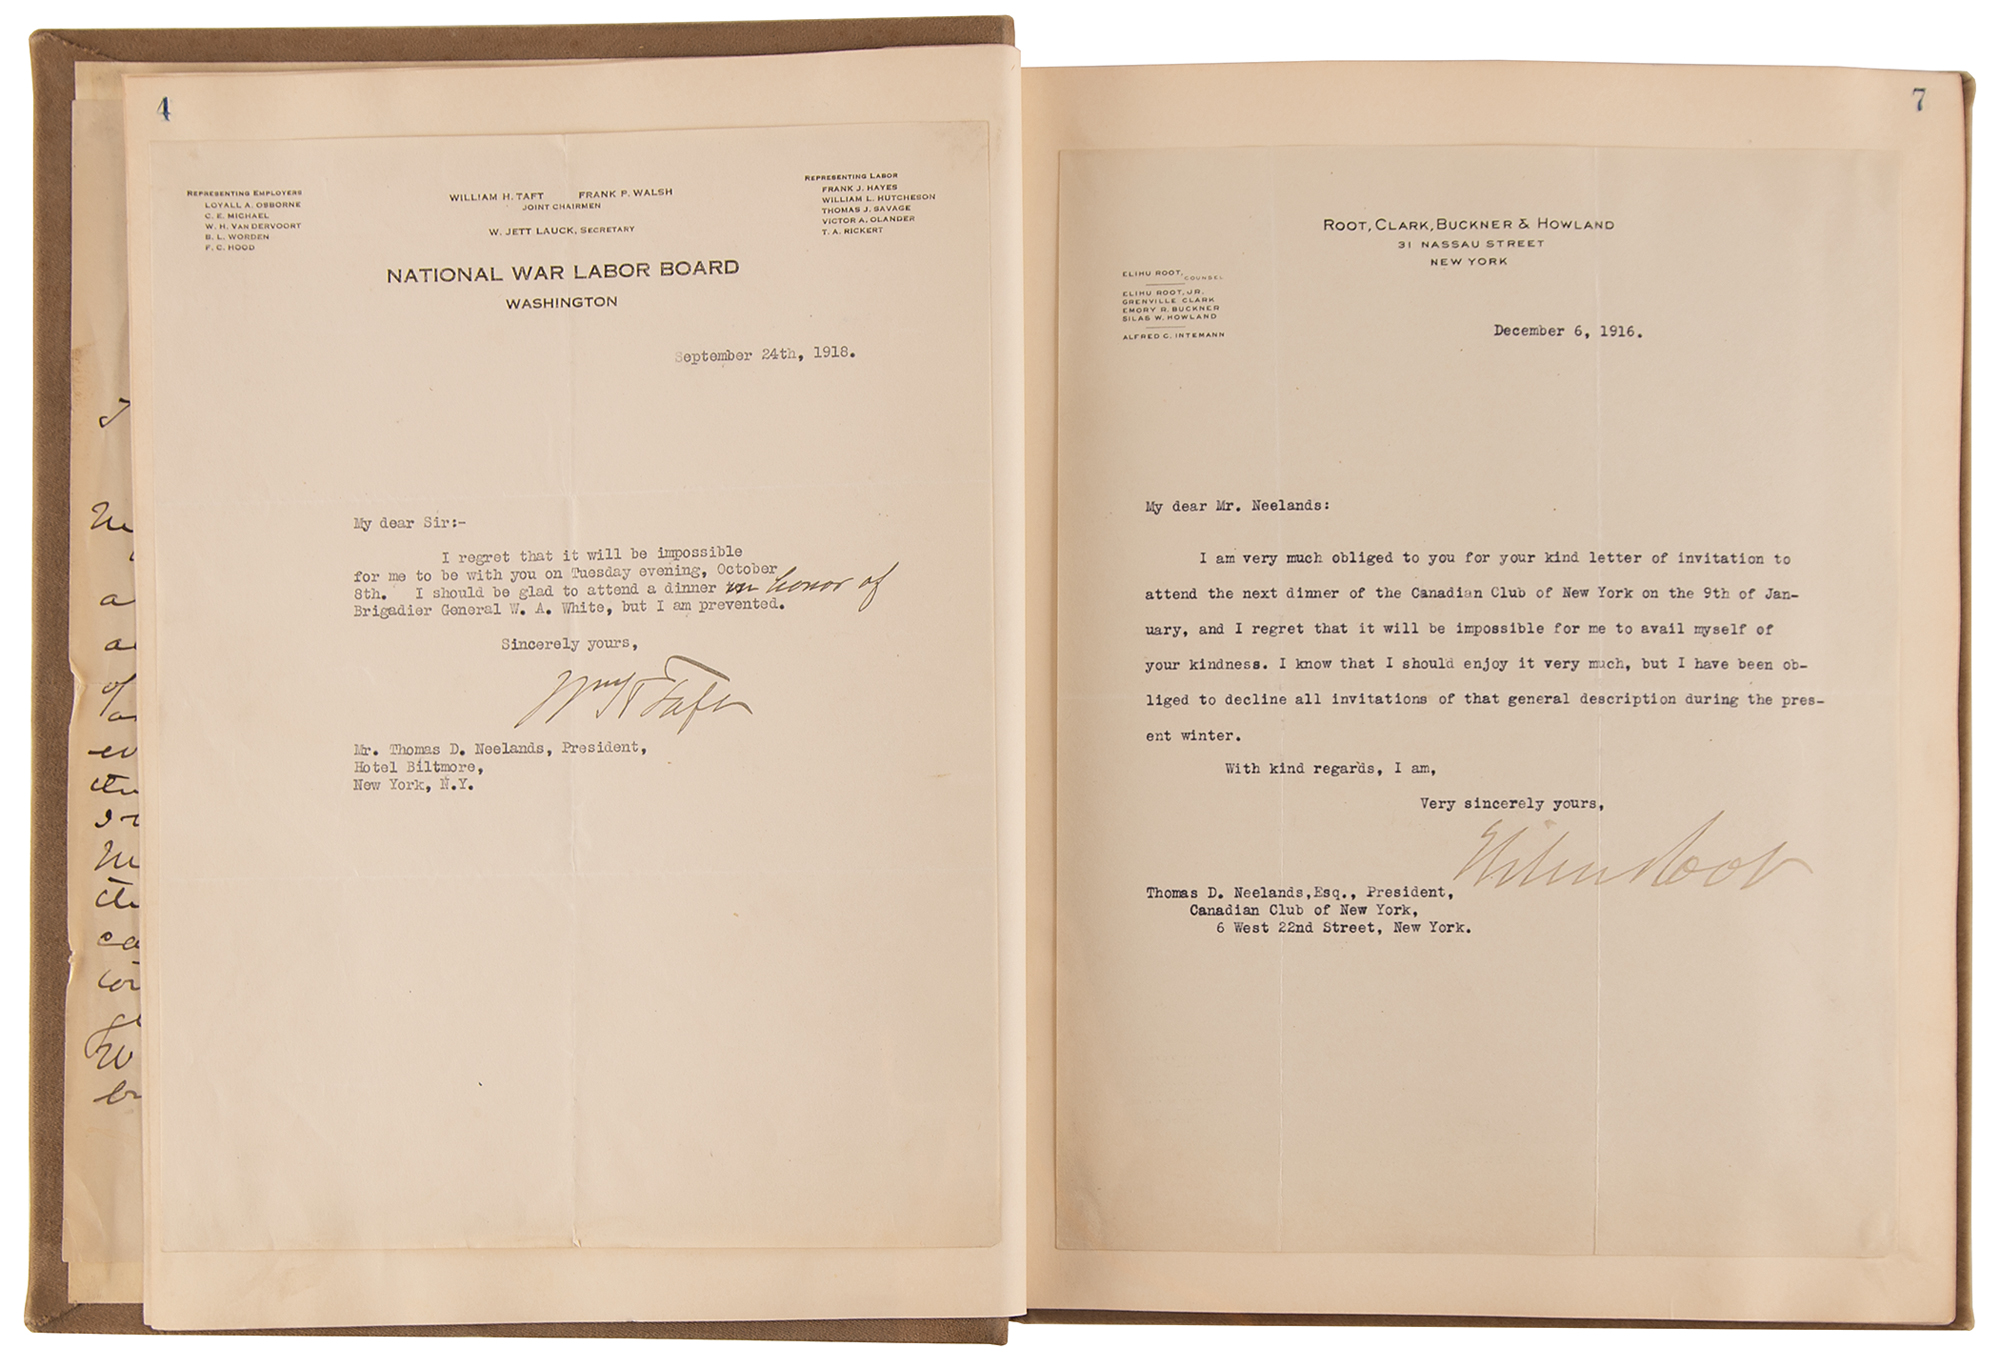 4
REPRESENTING EMPLOYERS
LOYALL A. OSBORNE
C. E. MICHAEL
W. H. VAN DERVOORT
B. L. WORDEN
F. C. HOOD
WILLIAM H. TAFT FRANK P. WALSH
JOINT CHAIRMEN
W. JETT LAUCK, SECRETARY
REPRESENTING LABOR
FRANK J. HAYES
WILLIAM L. HUTCHESON
THOMAS J. SAVAGE
VICTOR A. OLANDER
T. A. RICKERT
NATIONAL WAR LABOR BOARD
WASHINGTON
September 24th, 1918.
My dear Sir:-
I regret that it will be impossible
for me to be with you on Tuesday evening, October
8th. I should be glad to attend a dinner in honor of
Brigadier General W. A. White, but I am prevented.
Sincerely yours,
Wm H Taft
Mr. Thomas D. Neelands, President,
Hotel Biltmore,
New York, N.Y.
7
ROOT, CLARK, BUCKNER & HOWLAND
31 NASSAU STREET
NEW YORK
ELIHU ROOT,
COUNSEL
ELIHU ROOT, JR.
GRENVILLE CLARK
EMORY R. BUCKNER
SILAS W. HOWLAND
ALFRED C. INTEMANN
December 6, 1916.
My dear Mr. Neelands:
I am very much obliged to you for your kind letter of invitation to
attend the next dinner of the Canadian Club of New York on the 9th of Jan-
uary, and I regret that it will be impossible for me to avail myself of
your kindness. I know that I should enjoy it very much, but I have been ob-
liged to decline all invitations of that general description during the pres-
ent winter.
With kind regards, I am,
Very sincerely yours,
Elihu Root
Thomas D. Neelands,Esq., President,
Canadian Club of New York,
6 West 22nd Street, New York.